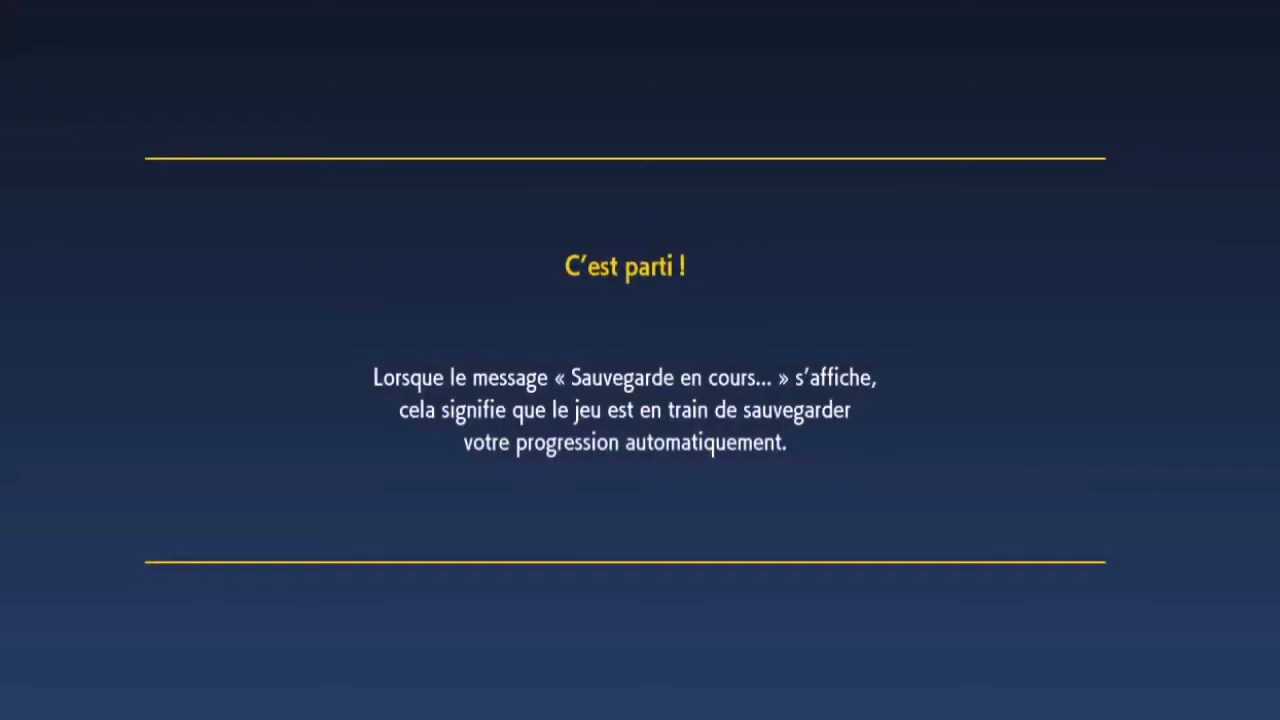 C’est parti !
Lorsque le message « Sauvegarde en cours... » s’affiche,
cela signifie que le jeu est en train de sauvegarder
votre progression automatiquement.